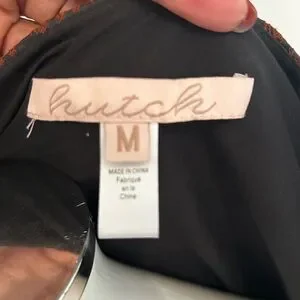 hutch
M
MADE IN CHINA
Fabriqué
en la
Chine